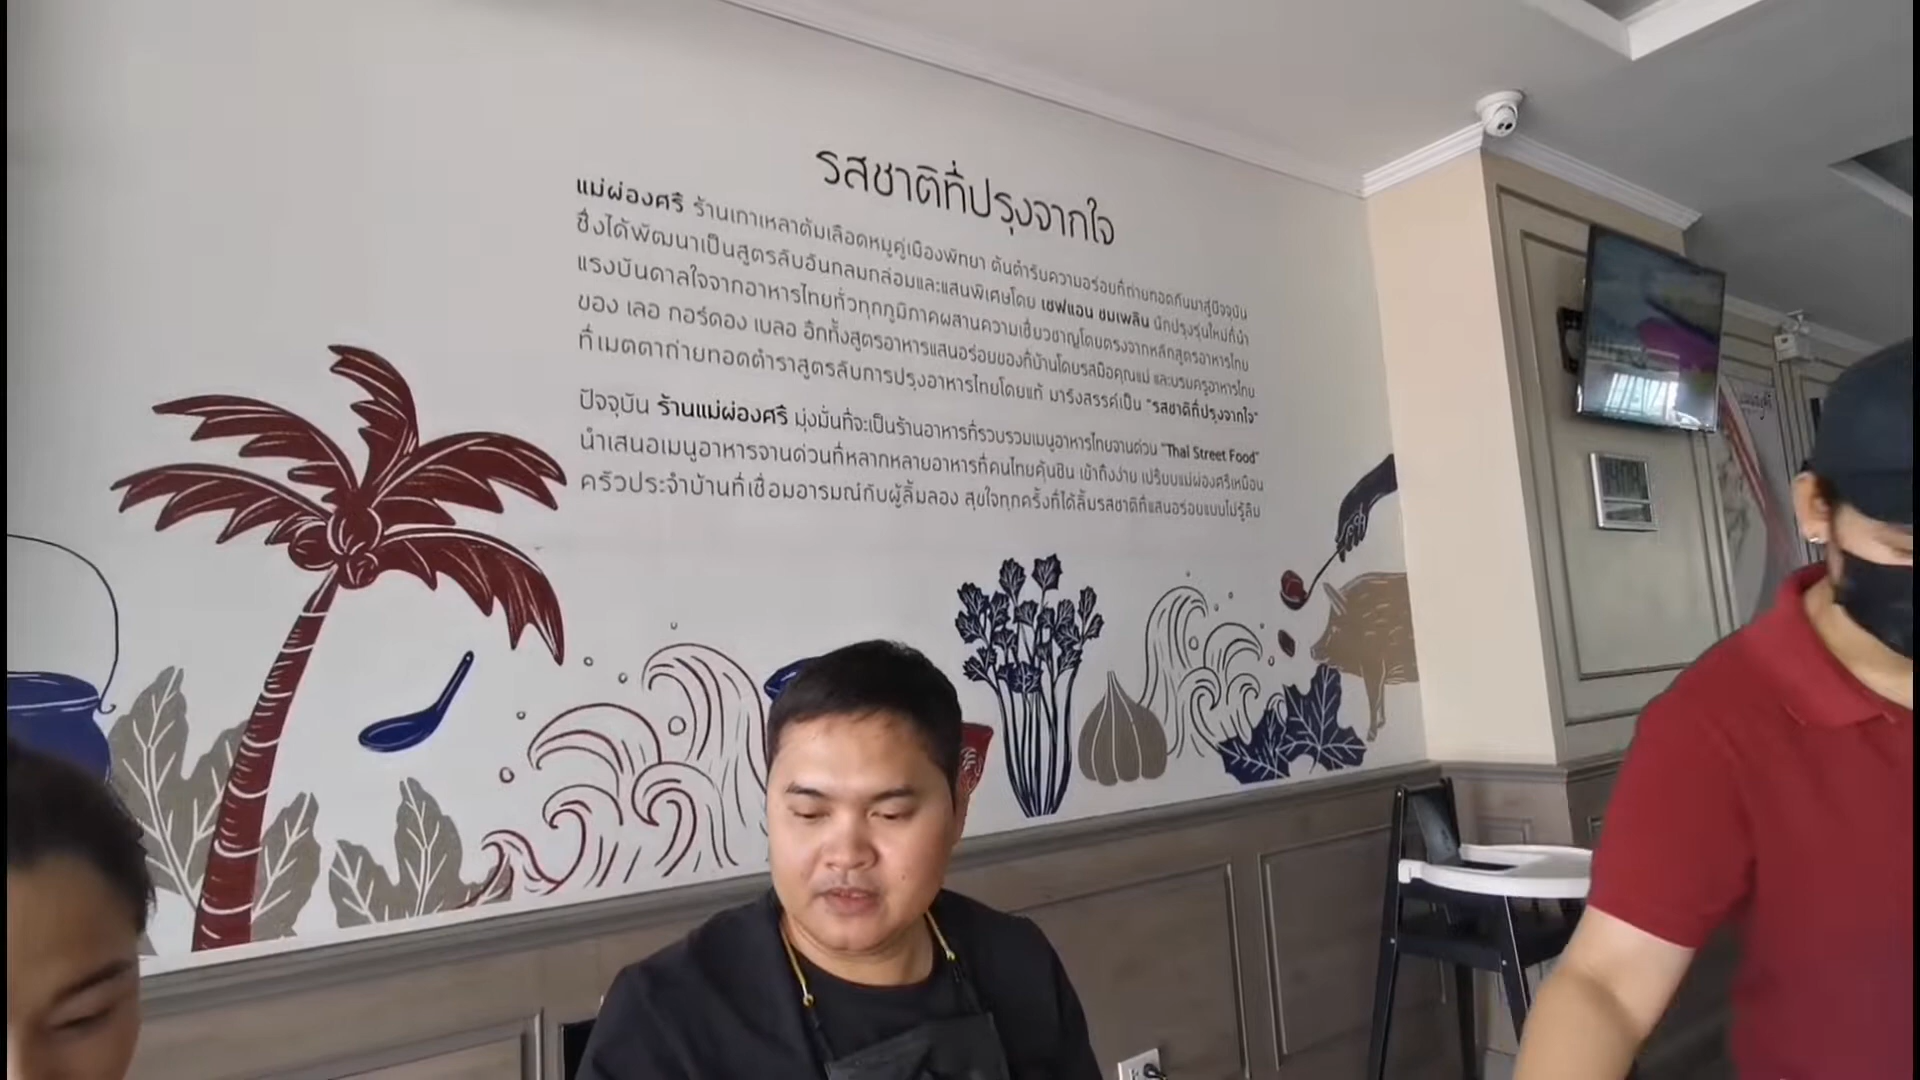 รสชาติที่ปรุงจากใจ
แม่ผ่องศรี ร้านเกาเหลาต้มเลือดหมูคู่เมืองพัทยา ต้นตำรับความอร่อยที่ถ่ายทอดกันมาสู่ปัจจุบัน
ซึ่งได้พัฒนาเป็นสูตรลับอันกลมกล่อมและแสนพิเศษโดย เชฟแอน ชมเพลิน นักปรุงรุ่นใหม่ที่นำ
แรงบันดาลใจจากอาหารไทยทั่วทุกภูมิภาคผสานความเชี่ยวชาญโดยตรงจากหลักสูตรอาหารไทย
ของ เลอ กอร์ดอง เบลอ อีกทั้งสูตรอาหารแสนอร่อยของที่บ้านโดยรสมือคุณแม่ และบรมครูอาหารไทย
ที่เมตตาถ่ายทอดตำราสูตรลับการปรุงอาหารไทยโดยแท้ มารังสรรค์เป็น "รสชาติที่ปรุงจากใจ"
ปัจจุบัน ร้านแม่ผ่องศรี มุ่งมั่นที่จะเป็นร้านอาหารที่รวบรวมเมนูอาหารไทยจานด่วน "Thai Street Food"
นำเสนอเมนูอาหารจานด่วนที่หลากหลายอาหารที่คนไทยคุ้นชิน เข้าถึงง่าย เปรียบแม่ผ่องศรีเหมือน
ครัวประจำบ้านที่เชื่อมอารมณ์กับผู้ลิ้มลอง สุขใจทุกครั้งที่ได้ลิ้มรสชาติที่แสนอร่อยแบบไม่รู้ลืม